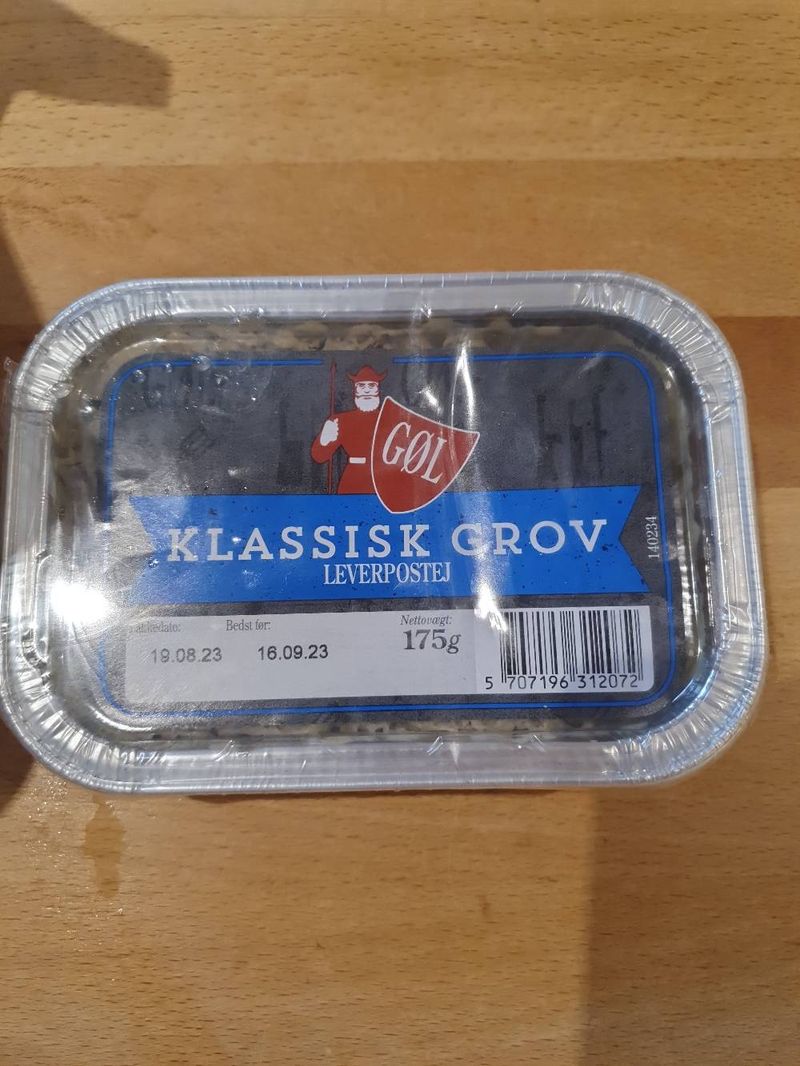 GØL
KLASSISK GROV
LEVERPOSTEJ
140234
Bedst før:
Nettovægt:
19.08.23
16.09.23
175g
5 707196 312072